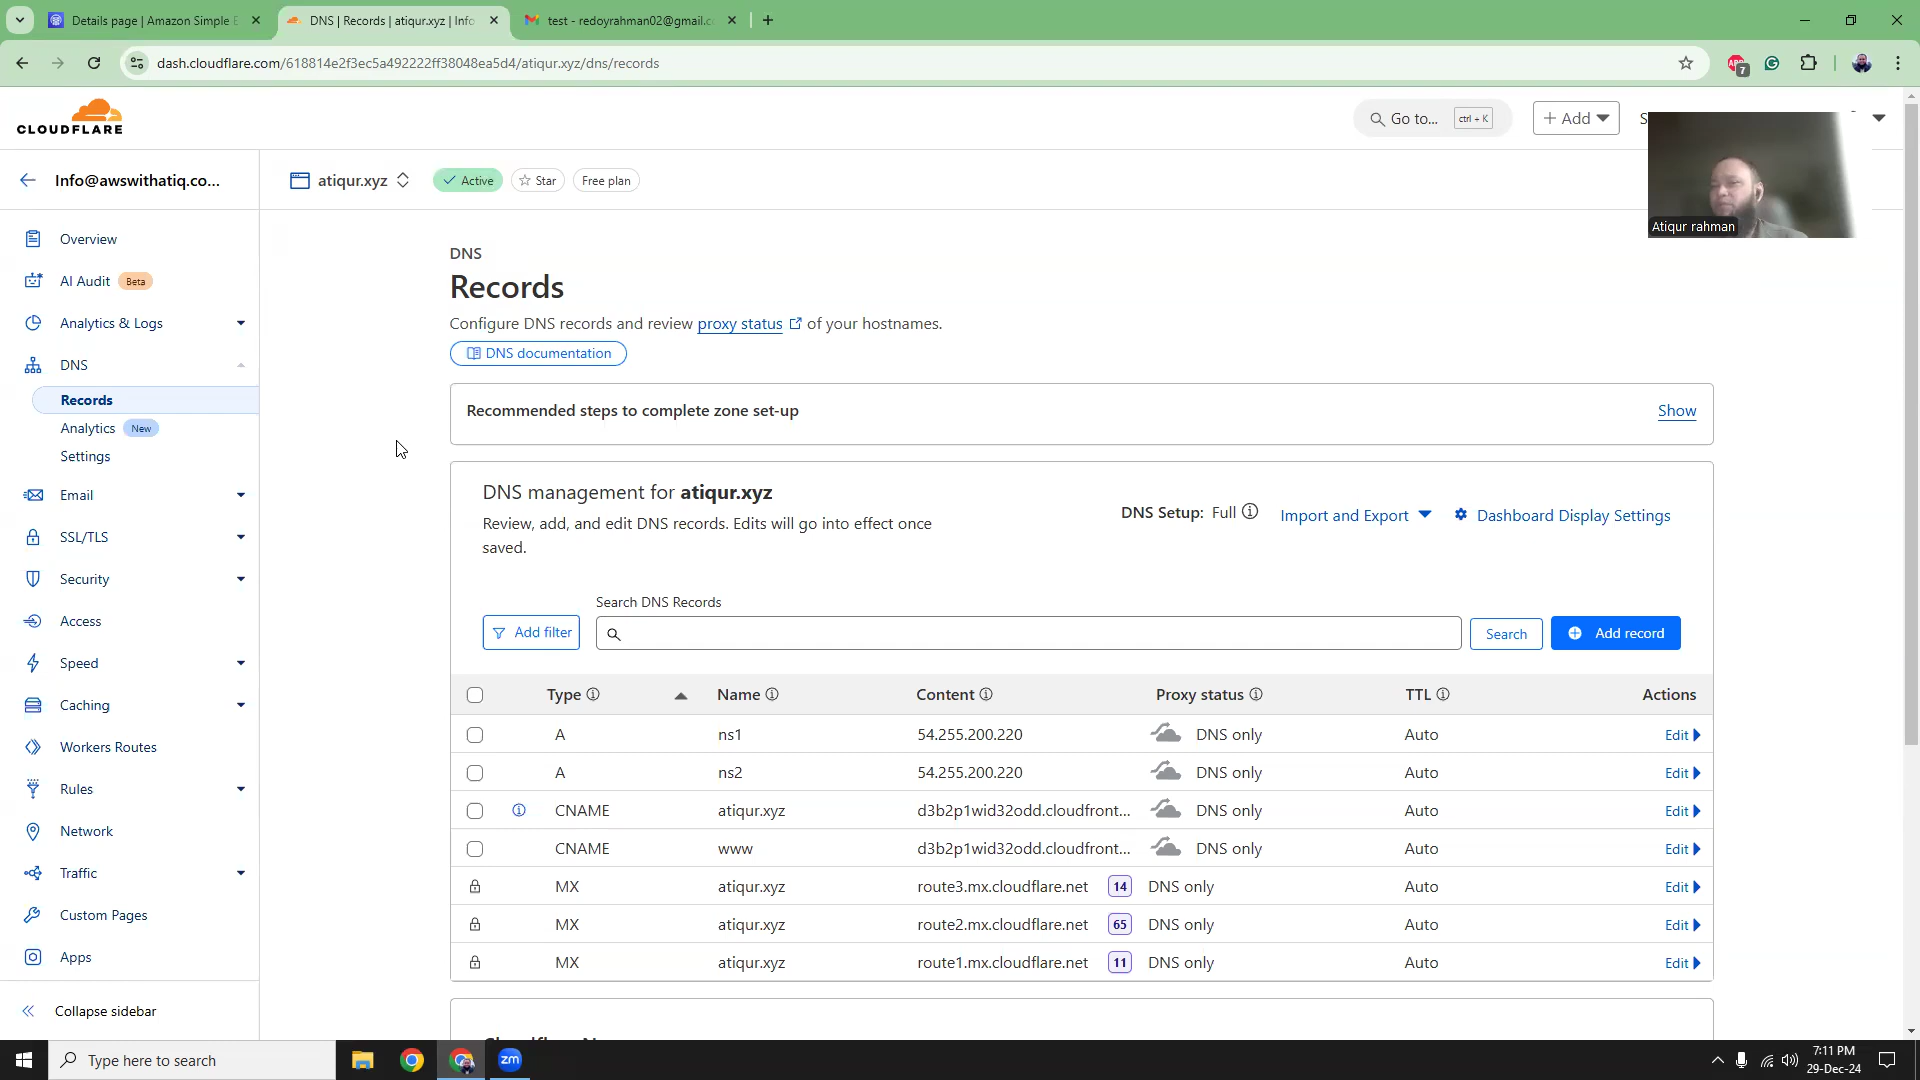 Details page | Amazon Simple E
DNS | Records | atiqur.xyz | Info
test - redoyrahman02@gmail.c
dash.cloudflare.com/618814e2f3ec5a492222ff38048ea5d4/atiqur.xyz/dns/records
7
CLOUDFLARE
Go to...
ctrl + K
+ Add
S
Info@awswithatiq.co...
atiqur.xyz
Active
Star
Free plan
Atiqur rahman
Overview
AI Audit
Beta
Analytics & Logs
DNS
Records
Analytics
New
Settings
Email
SSL/TLS
Security
Access
Speed
Caching
Workers Routes
Rules
Network
Traffic
Custom Pages
Apps
Collapse sidebar
DNS
Records
Configure DNS records and review proxy status of your hostnames.
DNS documentation
Recommended steps to complete zone set-up
Show
DNS management for atiqur.xyz
Review, add, and edit DNS records. Edits will go into effect once
saved.
DNS Setup: Full
Import and Export
Dashboard Display Settings
Search DNS Records
Add filter
Search
Add record
Type Name Content Proxy status TTL Actions
A ns1 54.255.200.220 DNS only Auto Edit
A ns2 54.255.200.220 DNS only Auto Edit
CNAME atiqur.xyz d3b2p1wid32odd.cloudfront... DNS only Auto Edit
CNAME www d3b2p1wid32odd.cloudfront... DNS only Auto Edit
MX atiqur.xyz route3.mx.cloudflare.net 14 DNS only Auto Edit
MX atiqur.xyz route2.mx.cloudflare.net 65 DNS only Auto Edit
MX atiqur.xyz route1.mx.cloudflare.net 11 DNS only Auto Edit
Type here to search
zm
7:11 PM
29-Dec-24